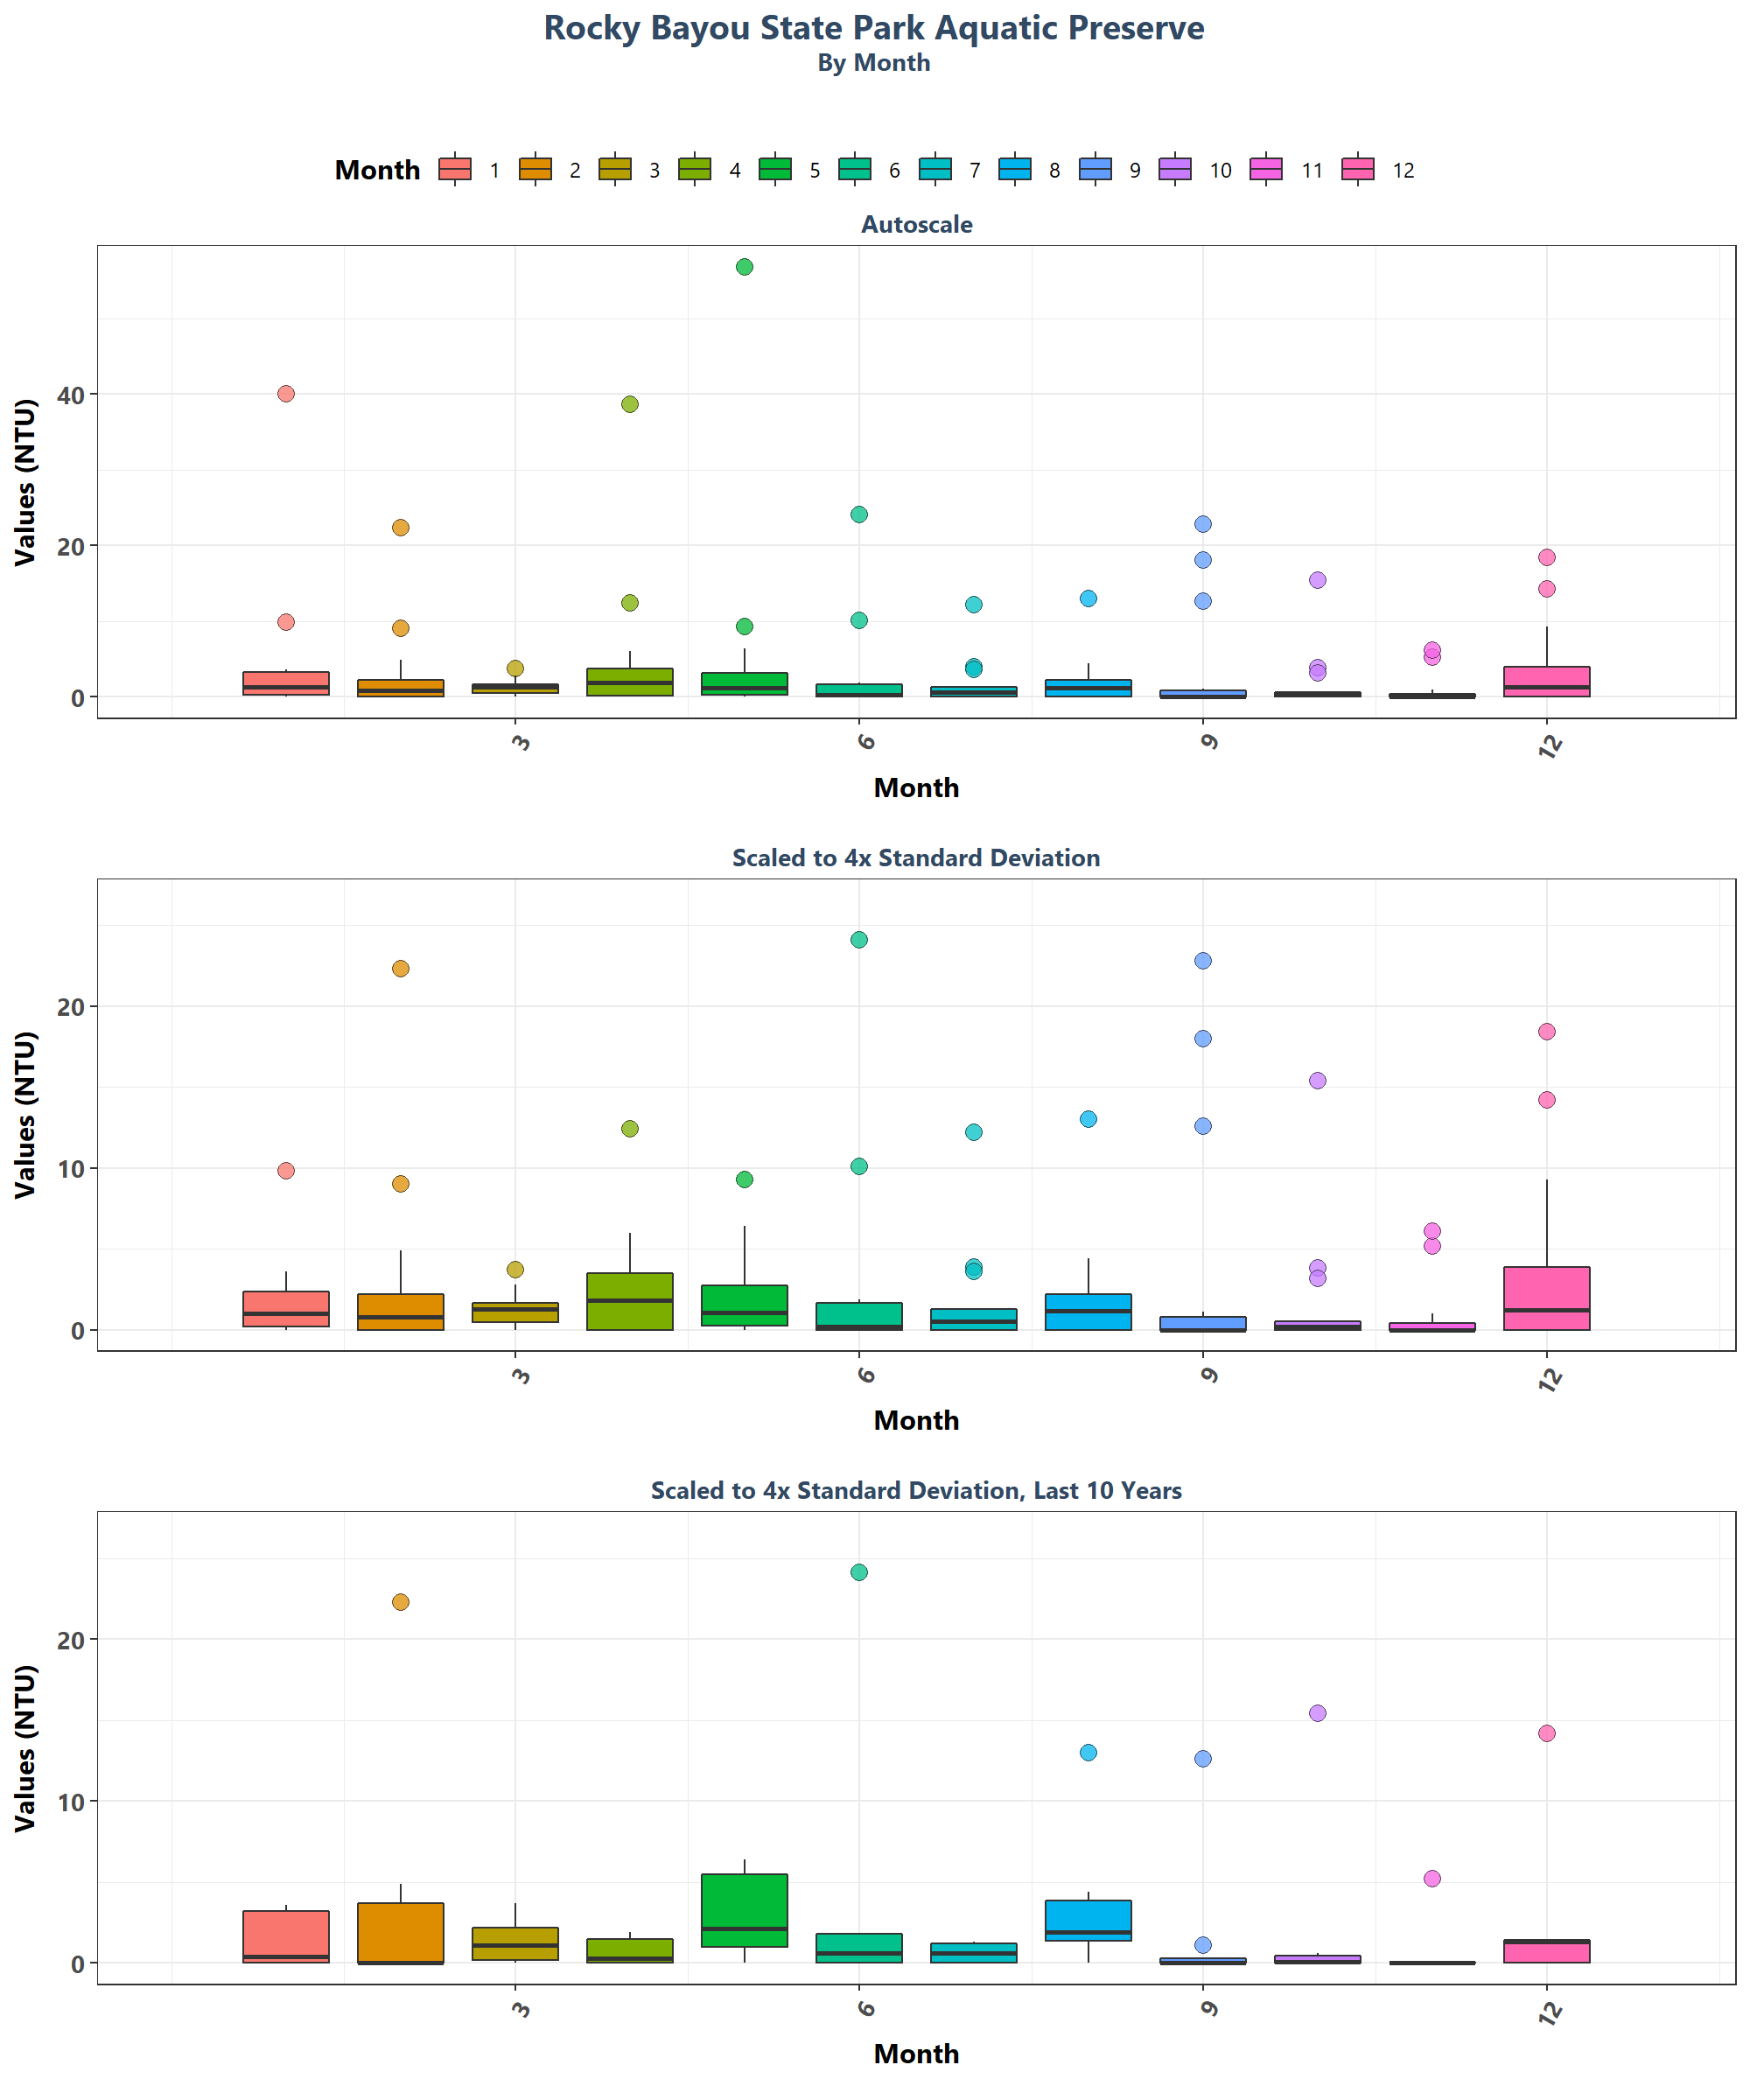 Rocky Bayou State Park Aquatic Preserve
By Month
Month 1 2 3 4 5 6 7 8 9 10 11 12
Autoscale
Values (NTU)
40
20
0
3 6 9 12
Month
Scaled to 4x Standard Deviation
Values (NTU)
20
10
0
3 6 9 12
Month
Scaled to 4x Standard Deviation, Last 10 Years
Values (NTU)
20
10
0
3 6 9 12
Month